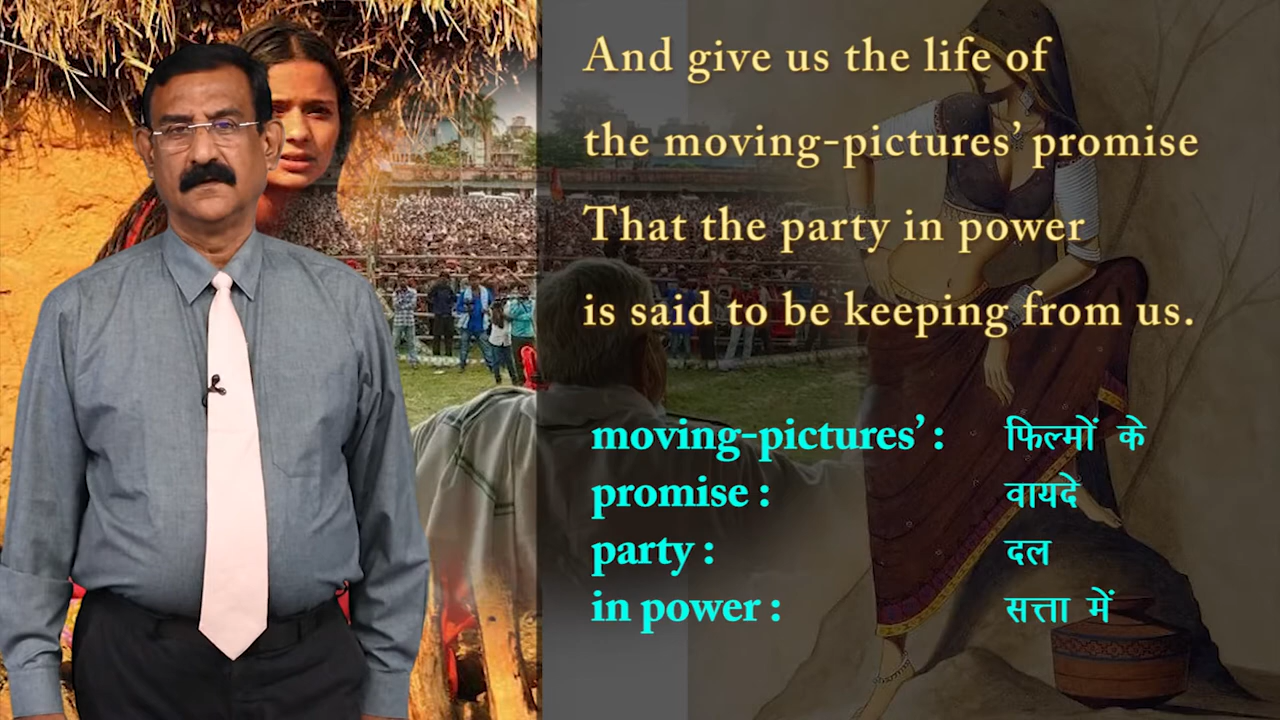 And give us the life of
the moving-pictures’ promise
That the party in power
is said to be keeping from us.
moving-pictures’ : फिल्मों के
promise : वायदे
party : दल
in power : सत्ता में